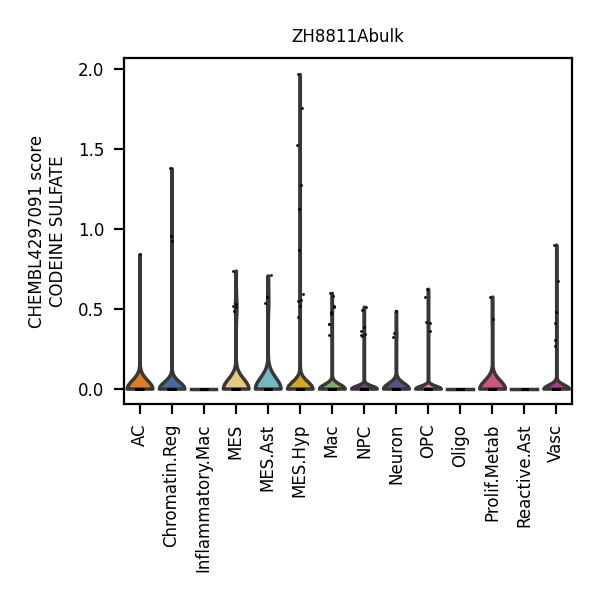 ZH8811Abulk
CHEMBL4297091 score
CODEINE SULFATE
2.0
1.5
1.0
0.5
0.0
AC
Chromatin.Reg
Inflammatory.Mac
MES
MES.Ast
MES.Hyp
Mac
NPC
Neuron
OPC
Oligo
Prolif.Metab
Reactive.Ast
Vasc